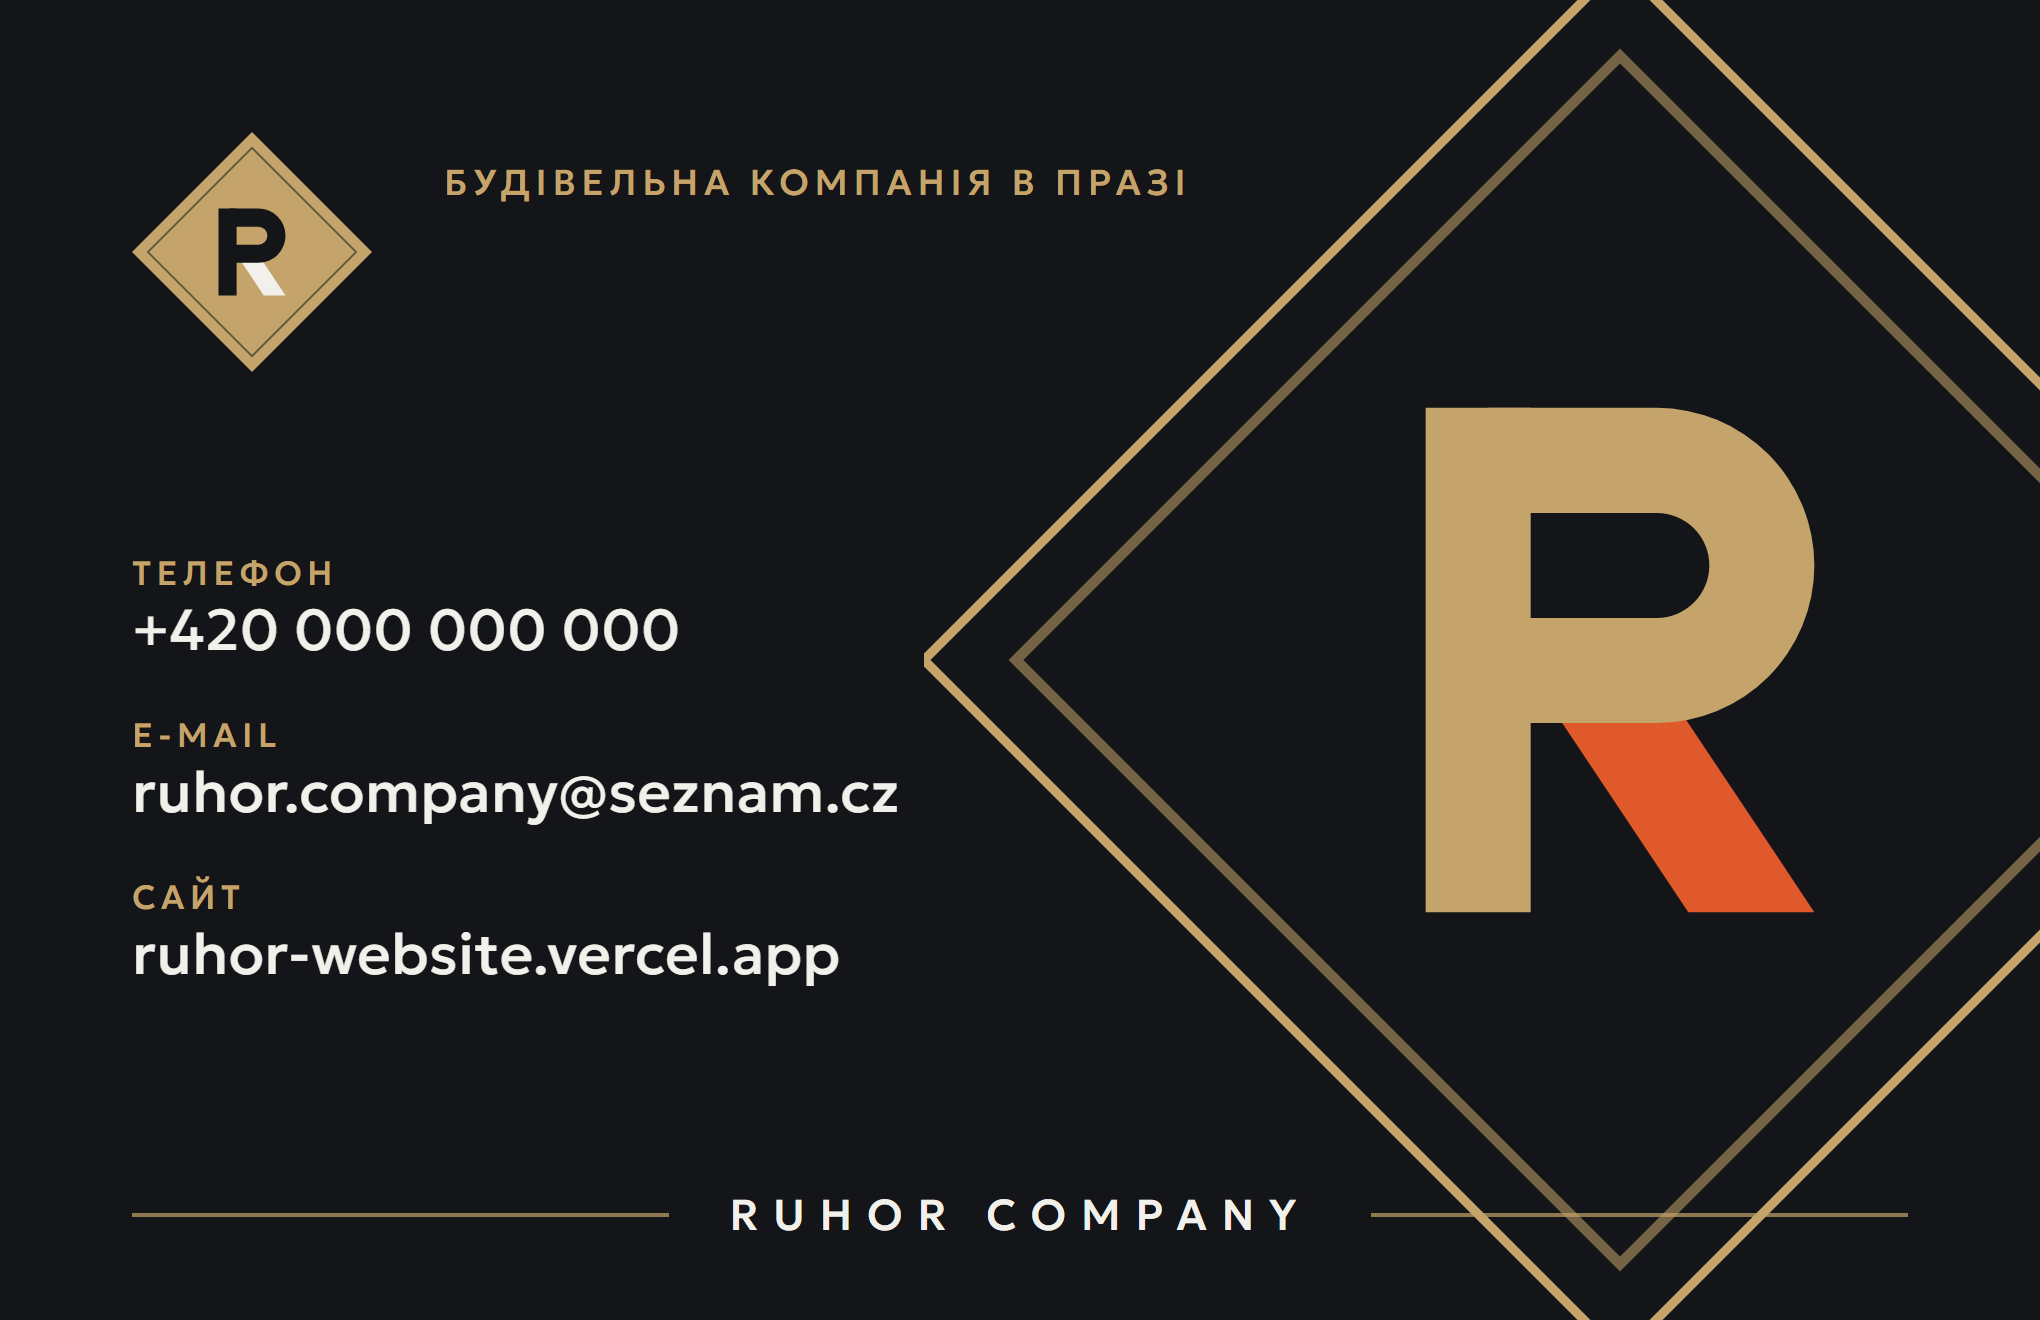 R
БУДІВЕЛЬНА КОМПАНІЯ В ПРАЗІ
R
ТЕЛЕФОН
+420 000 000 000
E-MAIL
ruhor.company@seznam.cz
САЙТ
ruhor-website.vercel.app
RUHOR COMPANY